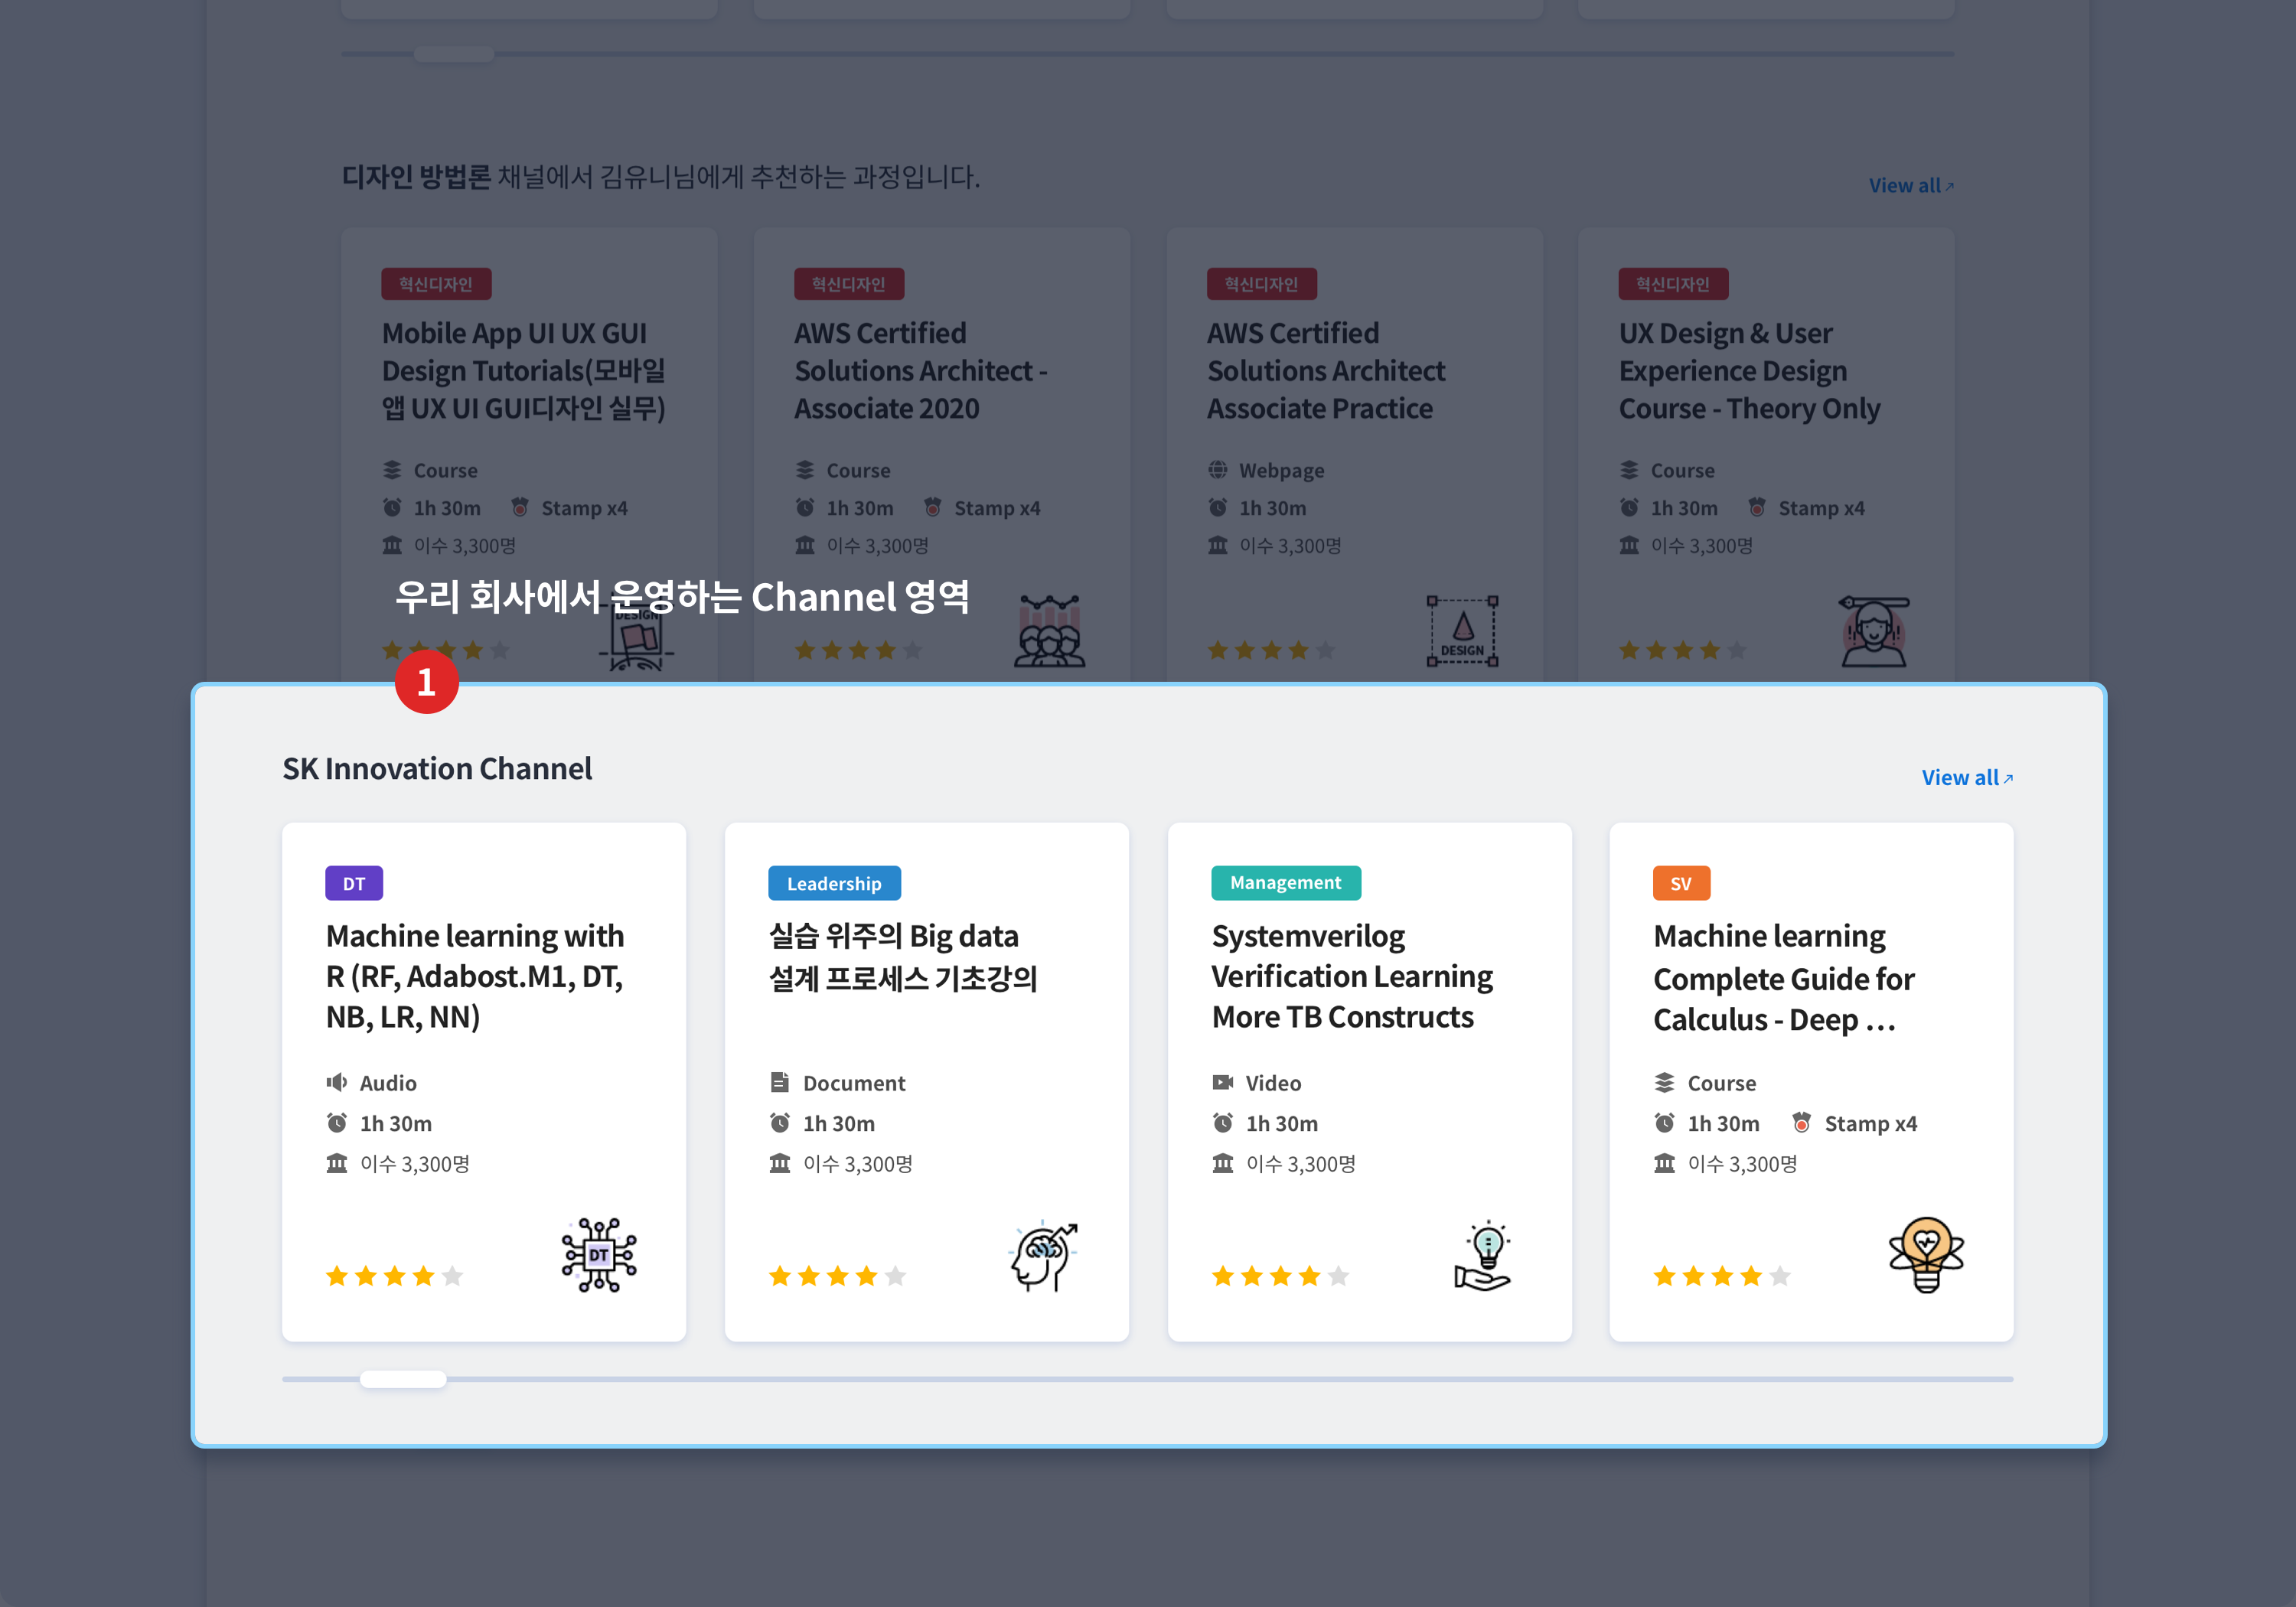 디자인 방법론 채널에서 김유니님에게 추천하는 과정입니다.
View all
혁신디자인
Mobile App UI UX GUI
Design Tutorials(모바일
앱 UX UI GUI디자인 실무)
Course
1h 30m Stamp x4
이수 3,300명
DESIGN
혁신디자인
AWS Certified
Solutions Architect -
Associate 2020
Course
1h 30m Stamp x4
이수 3,300명
혁신디자인
AWS Certified
Solutions Architect
Associate Practice
Webpage
1h 30m
이수 3,300명
DESIGN
혁신디자인
UX Design & User
Experience Design
Course - Theory Only
Course
1h 30m Stamp x4
이수 3,300명
우리 회사에서 운영하는 Channel 영역
1
SK Innovation Channel
View all
DT
Machine learning with
R (RF, Adabost.M1, DT,
NB, LR, NN)
Audio
1h 30m
이수 3,300명
DT
Leadership
실습 위주의 Big data
설계 프로세스 기초강의
Document
1h 30m
이수 3,300명
Management
Systemverilog
Verification Learning
More TB Constructs
Video
1h 30m
이수 3,300명
SV
Machine learning
Complete Guide for
Calculus - Deep ...
Course
1h 30m Stamp x4
이수 3,300명